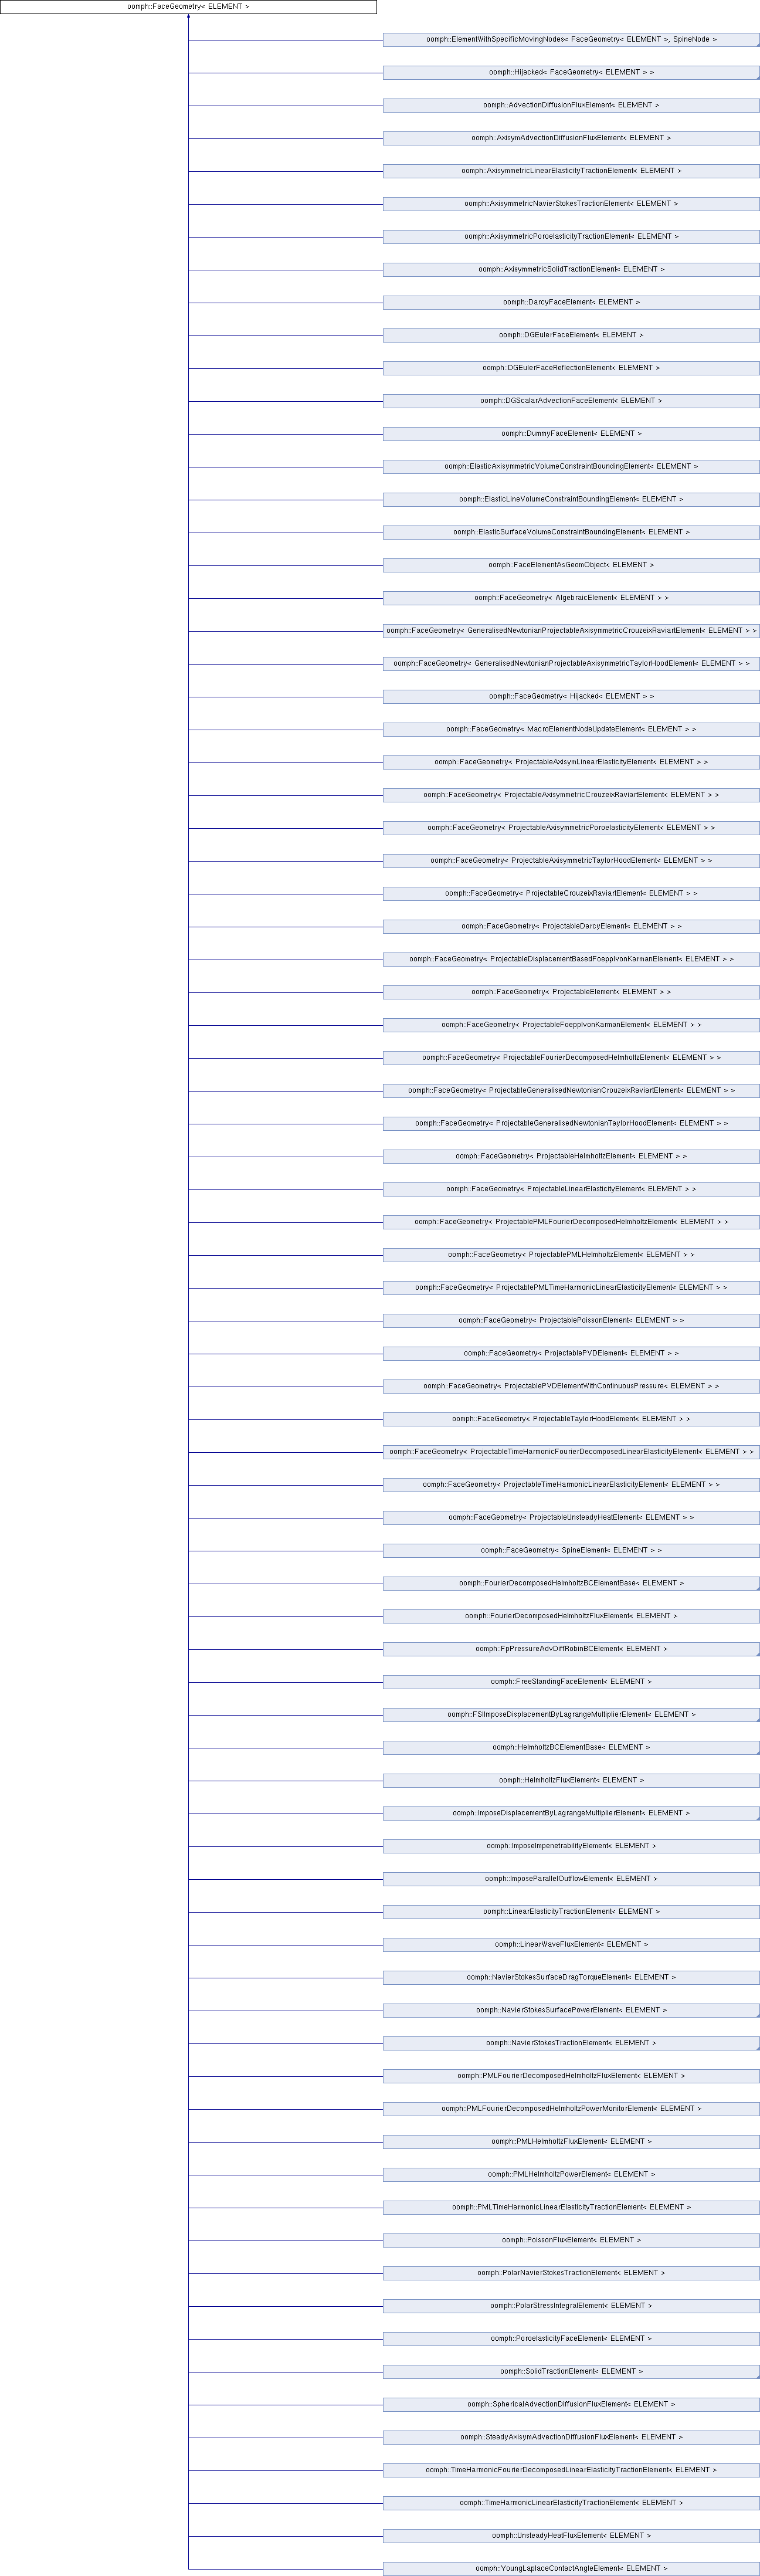 oomph::FaceGeometry< ELEMENT >
oomph::ElementWithSpecificMovingNodes< FaceGeometry< ELEMENT >, SpineNode >
oomph::Hijacked< FaceGeometry< ELEMENT > >
oomph::AdvectionDiffusionFluxElement< ELEMENT >
oomph::AxisymAdvectionDiffusionFluxElement< ELEMENT >
oomph::AxisymmetricLinearElasticityTractionElement< ELEMENT >
oomph::AxisymmetricNavierStokesTractionElement< ELEMENT >
oomph::AxisymmetricPoroelasticityTractionElement< ELEMENT >
oomph::AxisymmetricSolidTractionElement< ELEMENT >
oomph::DarcyFaceElement< ELEMENT >
oomph::DGEulerFaceElement< ELEMENT >
oomph::DGEulerFaceReflectionElement< ELEMENT >
oomph::DGScalarAdvectionFaceElement< ELEMENT >
oomph::DummyFaceElement< ELEMENT >
oomph::ElasticAxisymmetricVolumeConstraintBoundingElement< ELEMENT >
oomph::ElasticLineVolumeConstraintBoundingElement< ELEMENT >
oomph::ElasticSurfaceVolumeConstraintBoundingElement< ELEMENT >
oomph::FaceElementAsGeomObject< ELEMENT >
oomph::FaceGeometry< AlgebraicElement< ELEMENT > >
oomph::FaceGeometry< GeneralisedNewtonianProjectableAxisymmetricCrouzeixRaviartElement< ELEMENT > >
oomph::FaceGeometry< GeneralisedNewtonianProjectableAxisymmetricTaylorHoodElement< ELEMENT > >
oomph::FaceGeometry< Hijacked< ELEMENT > >
oomph::FaceGeometry< MacroElementNodeUpdateElement< ELEMENT > >
oomph::FaceGeometry< ProjectableAxisymLinearElasticityElement< ELEMENT > >
oomph::FaceGeometry< ProjectableAxisymmetricCrouzeixRaviartElement< ELEMENT > >
oomph::FaceGeometry< ProjectableAxisymmetricPoroelasticityElement< ELEMENT > >
oomph::FaceGeometry< ProjectableAxisymmetricTaylorHoodElement< ELEMENT > >
oomph::FaceGeometry< ProjectableCrouzeixRaviartElement< ELEMENT > >
oomph::FaceGeometry< ProjectableDarcyElement< ELEMENT > >
oomph::FaceGeometry< ProjectableDisplacementBasedFoepplvonKarmanElement< ELEMENT > >
oomph::FaceGeometry< ProjectableElement< ELEMENT > >
oomph::FaceGeometry< ProjectableFoepplvonKarmanElement< ELEMENT > >
oomph::FaceGeometry< ProjectableFourierDecomposedHelmholtzElement< ELEMENT > >
oomph::FaceGeometry< ProjectableGeneralisedNewtonianCrouzeixRaviartElement< ELEMENT > >
oomph::FaceGeometry< ProjectableGeneralisedNewtonianTaylorHoodElement< ELEMENT > >
oomph::FaceGeometry< ProjectableHelmholtzElement< ELEMENT > >
oomph::FaceGeometry< ProjectableLinearElasticityElement< ELEMENT > >
oomph::FaceGeometry< ProjectablePMLFourierDecomposedHelmholtzElement< ELEMENT > >
oomph::FaceGeometry< ProjectablePMLHelmholtzElement< ELEMENT > >
oomph::FaceGeometry< ProjectablePMLTimeHarmonicLinearElasticityElement< ELEMENT > >
oomph::FaceGeometry< ProjectablePoissonElement< ELEMENT > >
oomph::FaceGeometry< ProjectablePVDElement< ELEMENT > >
oomph::FaceGeometry< ProjectablePVDElementWithContinuousPressure< ELEMENT > >
oomph::FaceGeometry< ProjectableTaylorHoodElement< ELEMENT > >
oomph::FaceGeometry< ProjectableTimeHarmonicFourierDecomposedLinearElasticityElement< ELEMENT > >
oomph::FaceGeometry< ProjectableTimeHarmonicLinearElasticityElement< ELEMENT > >
oomph::FaceGeometry< ProjectableUnsteadyHeatElement< ELEMENT > >
oomph::FaceGeometry< SpineElement< ELEMENT > >
oomph::FourierDecomposedHelmholtzBCElementBase< ELEMENT >
oomph::FourierDecomposedHelmholtzFluxElement< ELEMENT >
oomph::FpPressureAdvDiffRobinBCElement< ELEMENT >
oomph::FreeStandingFaceElement< ELEMENT >
oomph::FSIImposeDisplacementByLagrangeMultiplierElement< ELEMENT >
oomph::HelmholtzBCElementBase< ELEMENT >
oomph::HelmholtzFluxElement< ELEMENT >
oomph::ImposeDisplacementByLagrangeMultiplierElement< ELEMENT >
oomph::ImposeImpenetrabilityElement< ELEMENT >
oomph::ImposeParallelOutflowElement< ELEMENT >
oomph::LinearElasticityTractionElement< ELEMENT >
oomph::LinearWaveFluxElement< ELEMENT >
oomph::NavierStokesSurfaceDragTorqueElement< ELEMENT >
oomph::NavierStokesSurfacePowerElement< ELEMENT >
oomph::NavierStokesTractionElement< ELEMENT >
oomph::PMLFourierDecomposedHelmholtzFluxElement< ELEMENT >
oomph::PMLFourierDecomposedHelmholtzPowerMonitorElement< ELEMENT >
oomph::PMLHelmholtzFluxElement< ELEMENT >
oomph::PMLHelmholtzPowerElement< ELEMENT >
oomph::PMLTimeHarmonicLinearElasticityTractionElement< ELEMENT >
oomph::PoissonFluxElement< ELEMENT >
oomph::PolarNavierStokesTractionElement< ELEMENT >
oomph::PolarStressIntegralElement< ELEMENT >
oomph::PoroelasticityFaceElement< ELEMENT >
oomph::SolidTractionElement< ELEMENT >
oomph::SphericalAdvectionDiffusionFluxElement< ELEMENT >
oomph::SteadyAxisymAdvectionDiffusionFluxElement< ELEMENT >
oomph::TimeHarmonicFourierDecomposedLinearElasticityTractionElement< ELEMENT >
oomph::TimeHarmonicLinearElasticityTractionElement< ELEMENT >
oomph::UnsteadyHeatFluxElement< ELEMENT >
oomph::YoungLaplaceContactAngleElement< ELEMENT >